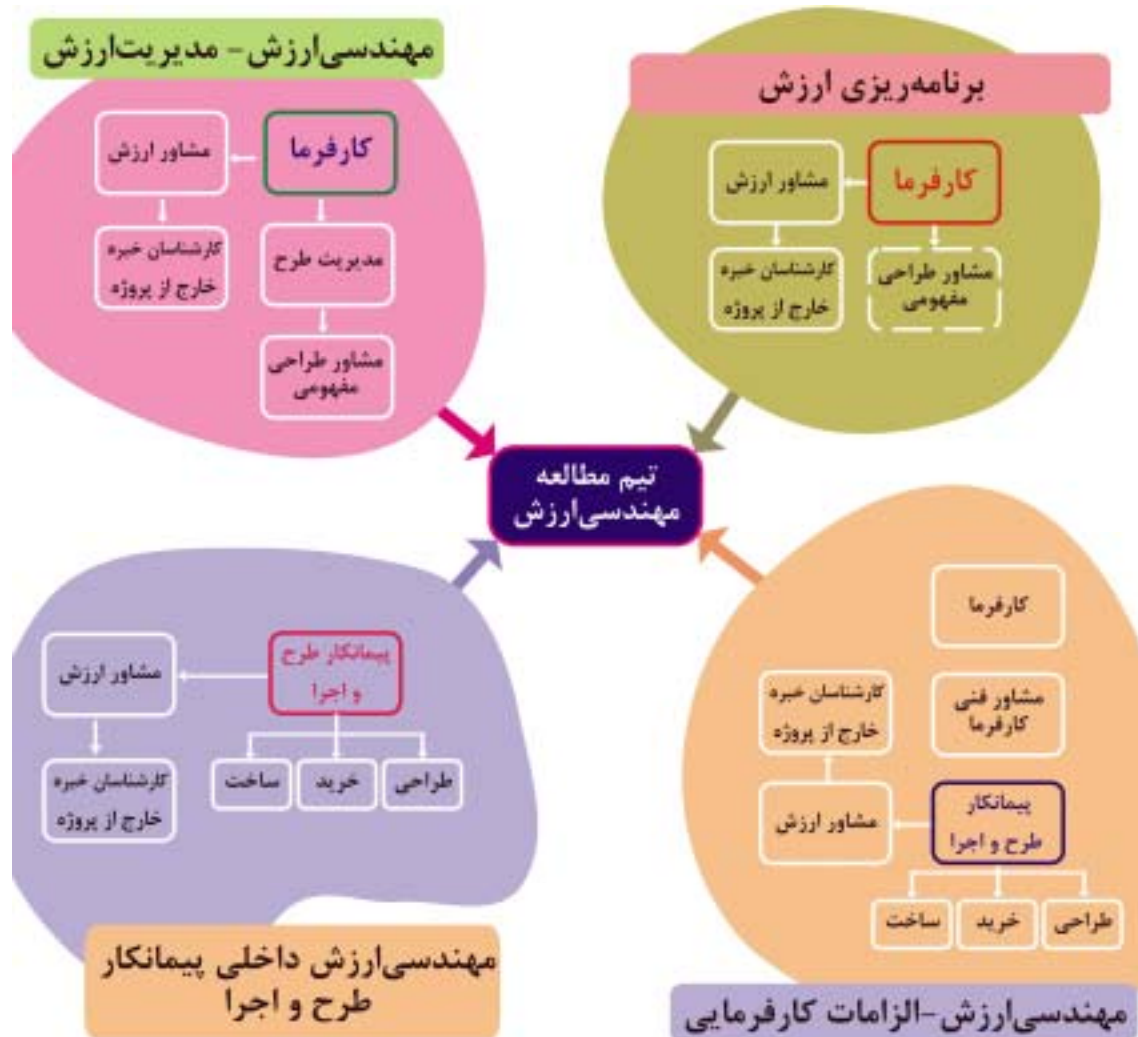 برنامه‌ریزی ارزش
کارفرما
مشاور ارزش
مشاور طراحی
مفهومی
کارشناسان خبره
خارج از پروژه
مهندسی‌ارزش- مدیریت‌ارزش
کارفرما
مشاور ارزش
مدیریت طرح
کارشناسان خبره
خارج از پروژه
مشاور طراحی
مفهومی
تیم مطالعه
مهندسی‌ارزش
کارفرما
مشاور فنی
کارفرما
کارشناسان خبره
خارج از پروژه
پیمانکار
طرح و اجرا
مشاور ارزش
طراحی
خرید
ساخت
مهندسی‌ارزش-الزامات کارفرمایی
پیمانکار طرح
و اجرا
مشاور ارزش
طراحی
خرید
ساخت
کارشناسان خبره
خارج از پروژه
مهندسی‌ارزش داخلی پیمانکار
طرح و اجرا